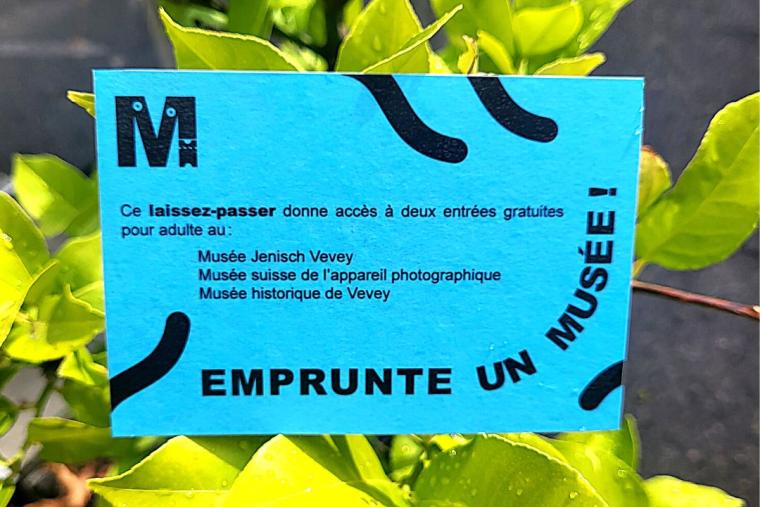 M
Ce laissez-passer donne accès à deux entrées gratuites
pour adulte au :
Musée Jenisch Vevey
Musée suisse de l'appareil photographique
Musée historique de Vevey
EMPRUNTE UN MUSÉE !